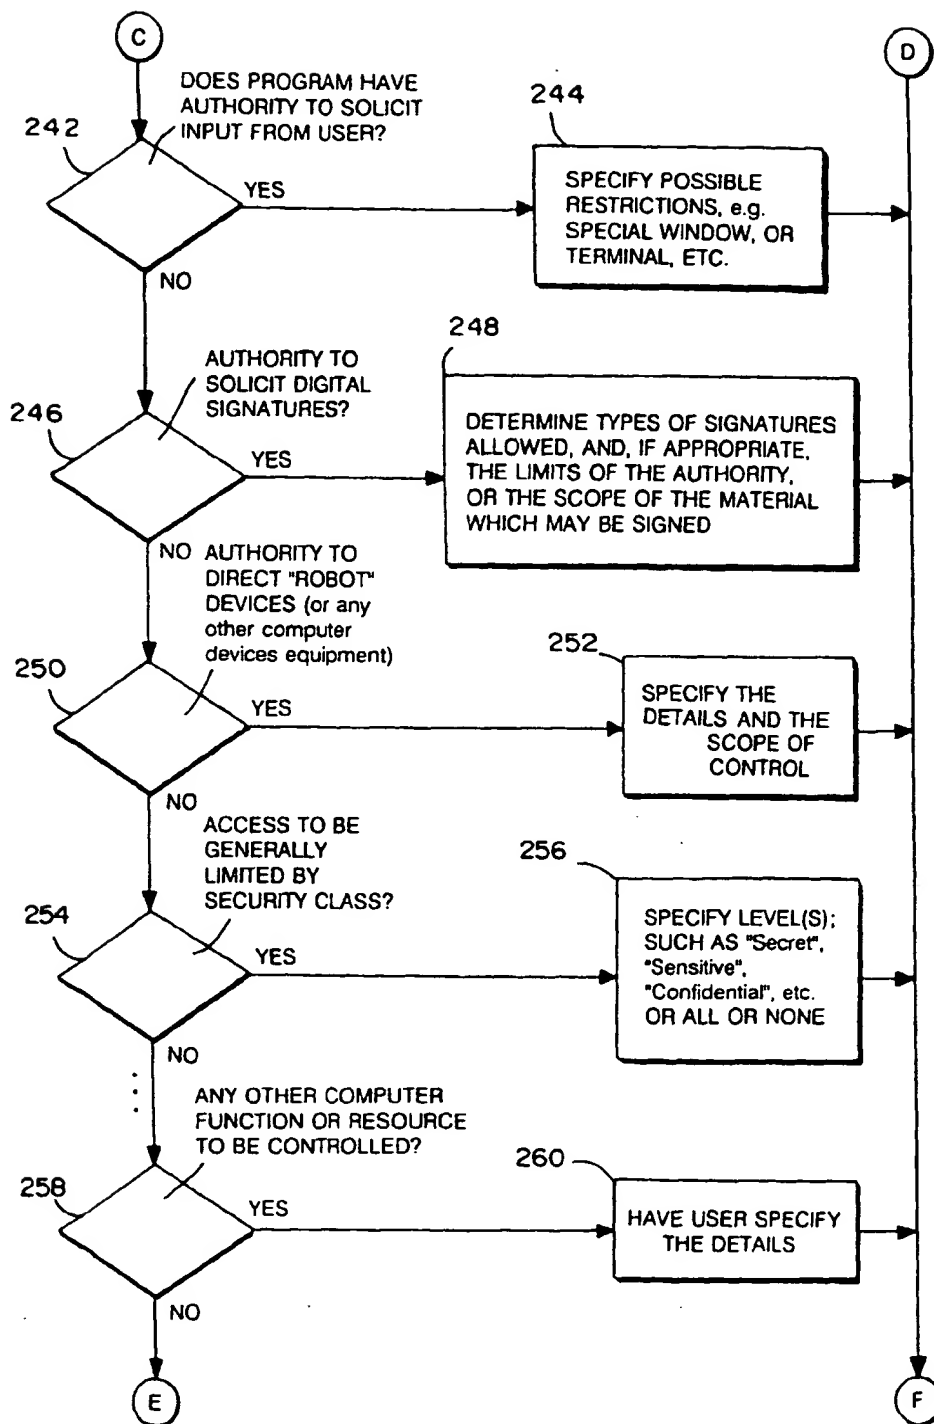 C
D
DOES PROGRAM HAVE
AUTHORITY TO SOLICIT
INPUT FROM USER?
242
YES
NO
244
SPECIFY POSSIBLE
RESTRICTIONS, e.g.
SPECIAL WINDOW, OR
TERMINAL, ETC.
AUTHORITY TO
SOLICIT DIGITAL
SIGNATURES?
246
YES
NO
248
DETERMINE TYPES OF SIGNATURES
ALLOWED, AND, IF APPROPRIATE,
THE LIMITS OF THE AUTHORITY,
OR THE SCOPE OF THE MATERIAL
WHICH MAY BE SIGNED
AUTHORITY TO
DIRECT "ROBOT"
DEVICES (or any
other computer
devices equipment)
250
YES
NO
252
SPECIFY THE
DETAILS AND THE
SCOPE OF
CONTROL
ACCESS TO BE
GENERALLY
LIMITED BY
SECURITY CLASS?
254
YES
NO
256
SPECIFY LEVEL(S);
SUCH AS "Secret",
"Sensitive",
"Confidential", etc.
OR ALL OR NONE
ANY OTHER COMPUTER
FUNCTION OR RESOURCE
TO BE CONTROLLED?
258
YES
NO
260
HAVE USER SPECIFY
THE DETAILS
E
F